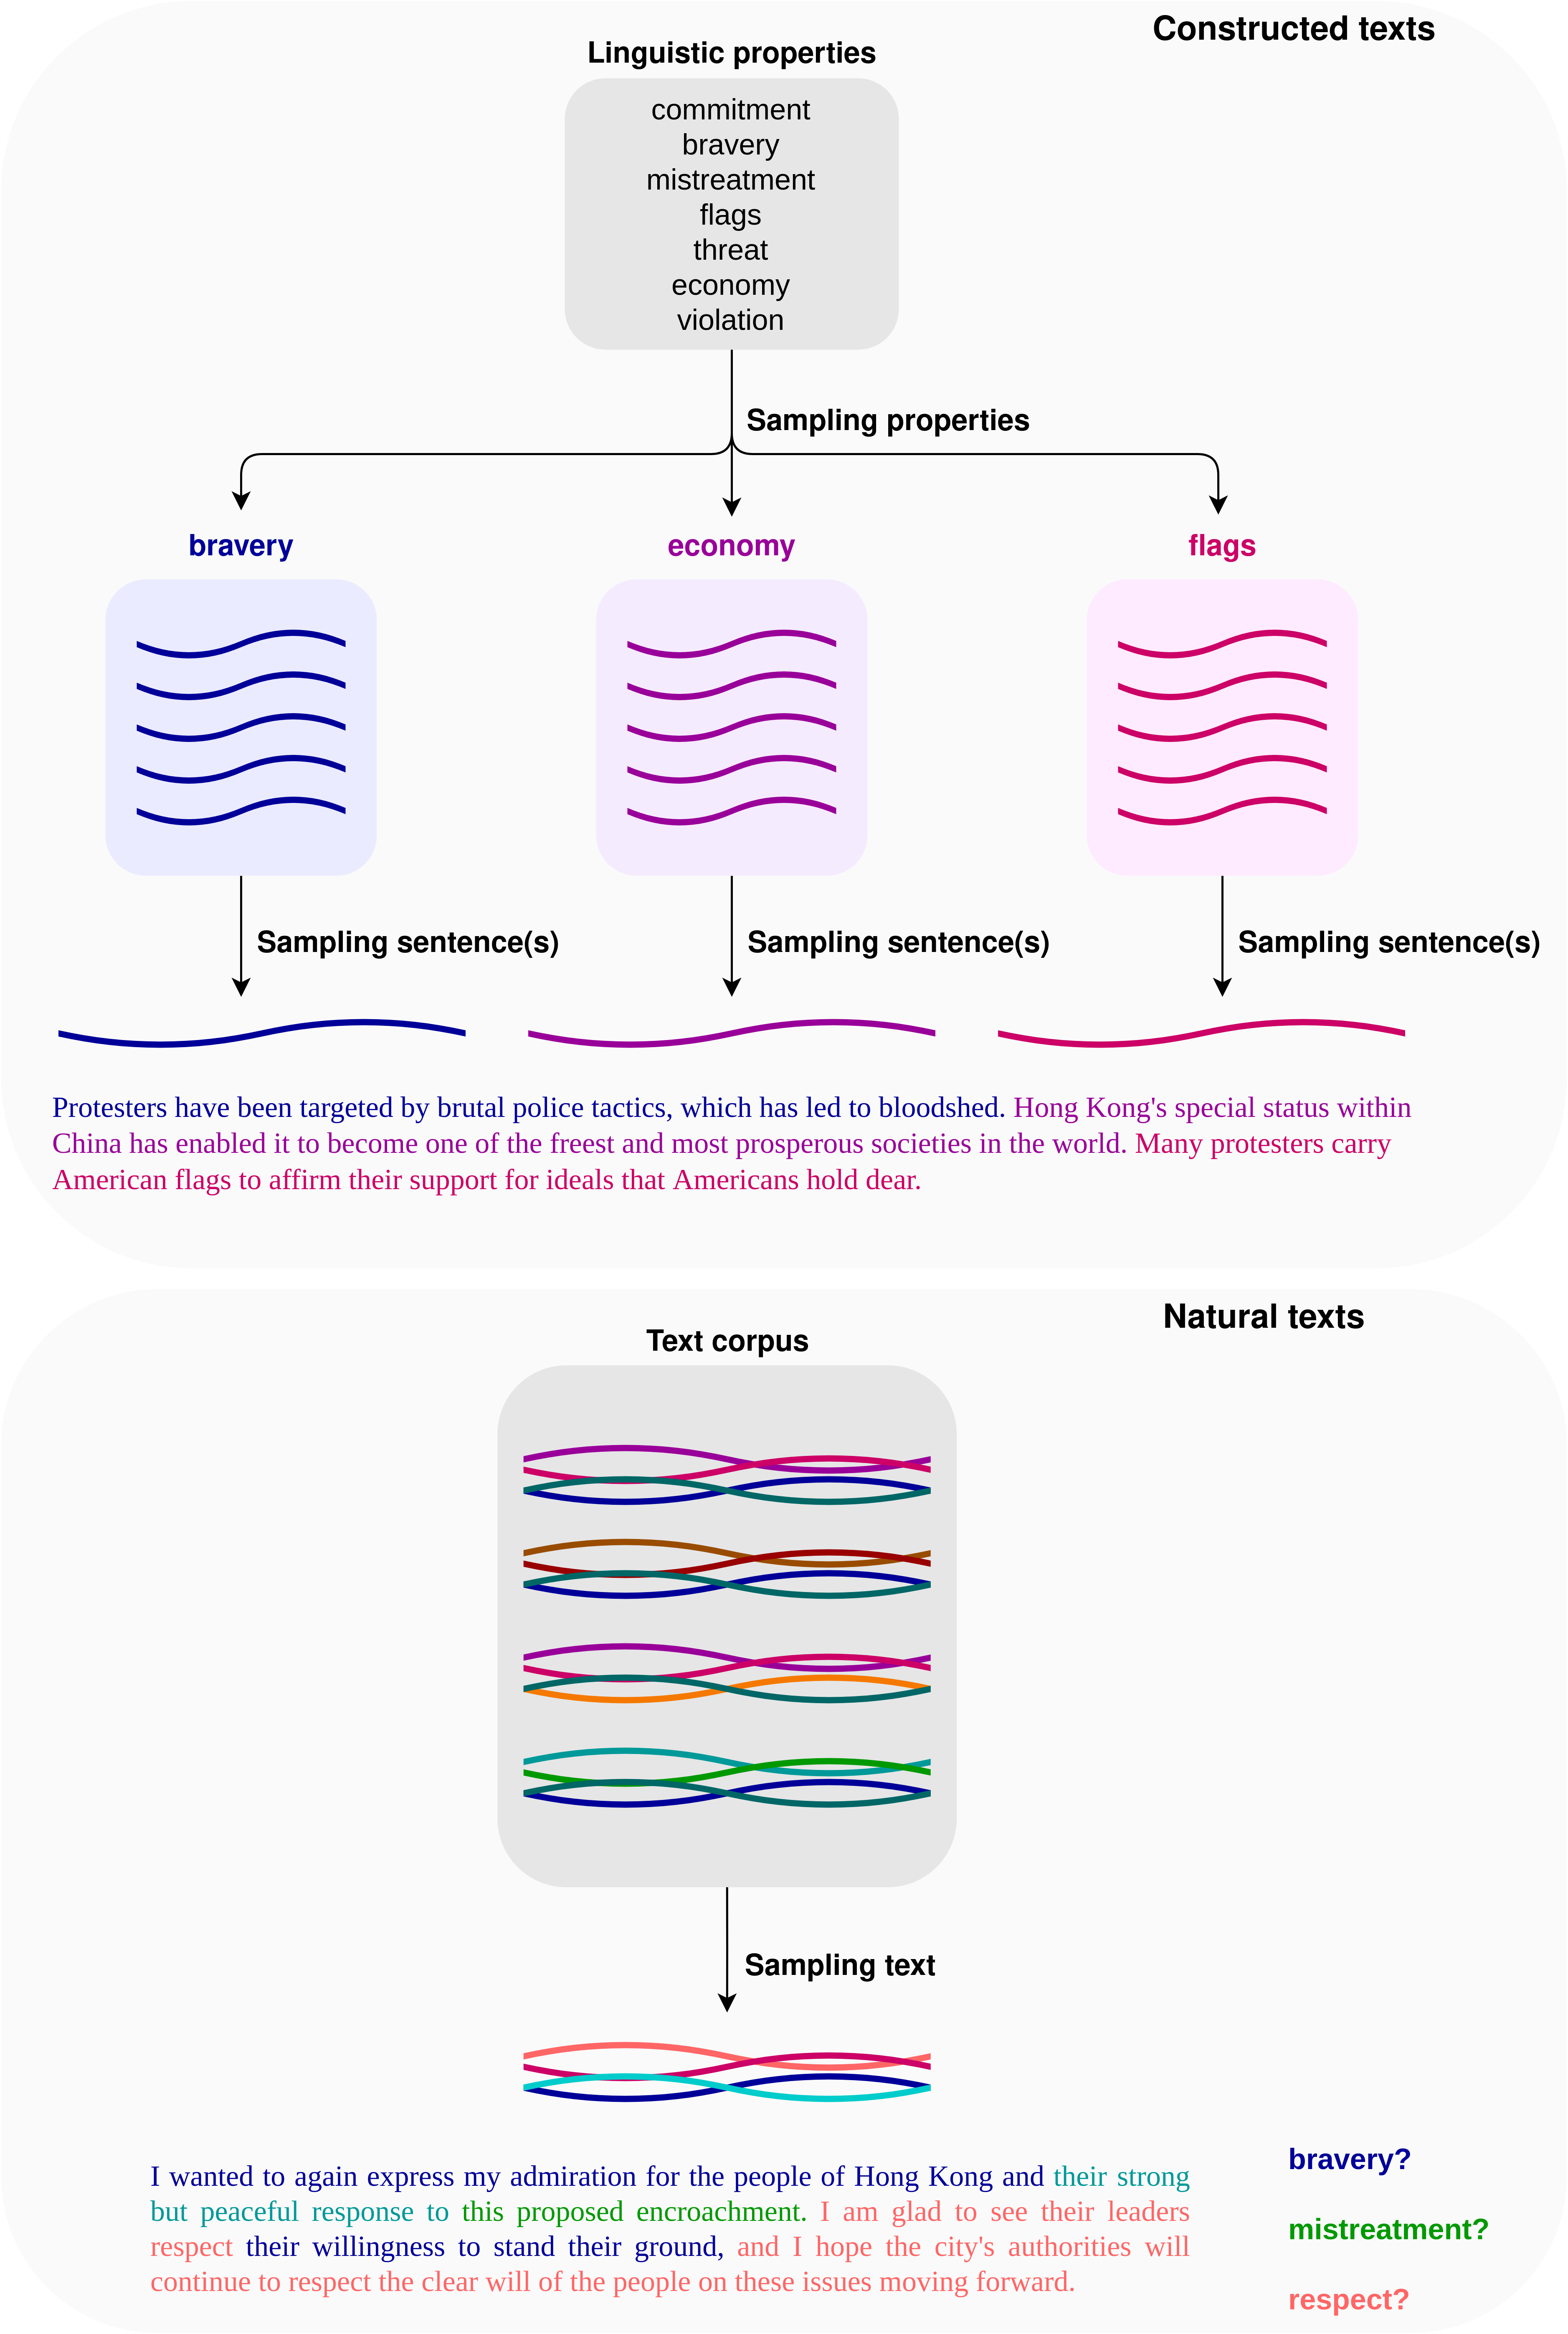 Constructed texts
Linguistic properties
commitment
bravery
mistreatment
flags
threat
economy
violation
Sampling properties
bravery
economy
flags
Sampling sentence(s)
Sampling sentence(s)
Sampling sentence(s)
Protesters have been targeted by brutal police tactics, which has led to bloodshed. Hong Kong's special status within
China has enabled it to become one of the freest and most prosperous societies in the world. Many protesters carry
American flags to affirm their support for ideals that Americans hold dear.
Natural texts
Text corpus
Sampling text
I wanted to again express my admiration for the people of Hong Kong and their strong
but peaceful response to this proposed encroachment. I am glad to see their leaders
respect their willingness to stand their ground, and I hope the city's authorities will
continue to respect the clear will of the people on these issues moving forward.
bravery?
mistreatment?
respect?